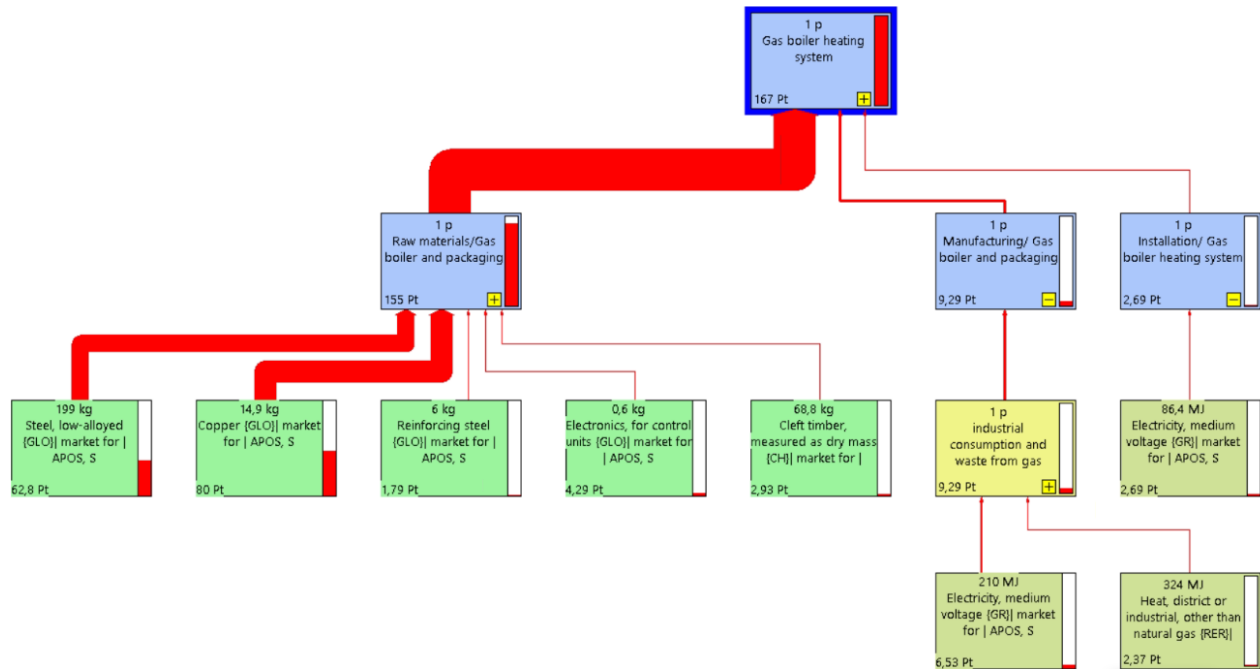 1 p
Gas boiler heating
system
167 Pt
+
1 p
Raw materials/Gas
boiler and packaging
155 Pt
+
1 p
Manufacturing/ Gas
boiler and packaging
9,29 Pt
−
1 p
Installation/ Gas
boiler heating system
2,69 Pt
−
199 kg
Steel, low-alloyed
{GLO}| market for |
APOS, S
62,8 Pt
14,9 kg
Copper {GLO}| market
for | APOS, S
80 Pt
6 kg
Reinforcing steel
{GLO}| market for |
APOS, S
1,79 Pt
0,6 kg
Electronics, for control
units {GLO}| market for
| APOS, S
4,29 Pt
68,8 kg
Cleft timber,
measured as dry mass
{CH}| market for |
2,93 Pt
1 p
industrial
consumption and
waste from gas
9,29 Pt
+
86,4 MJ
Electricity, medium
voltage {GR}| market
for | APOS, S
2,69 Pt
210 MJ
Electricity, medium
voltage {GR}| market
for | APOS, S
6,53 Pt
324 MJ
Heat, district or
industrial, other than
natural gas {RER}|
2,37 Pt